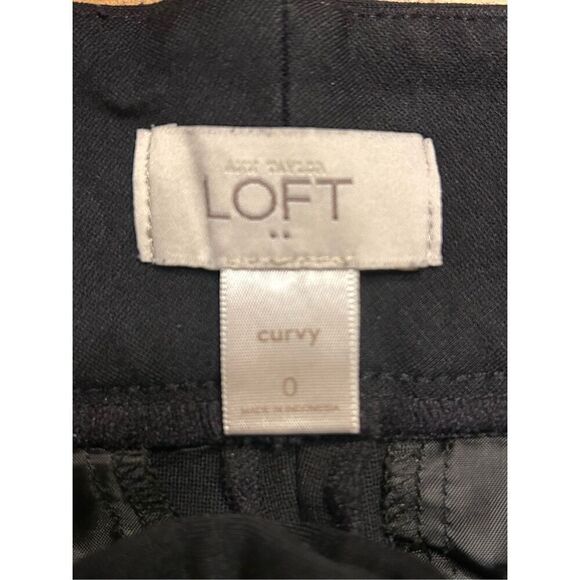 ANN TAYLOR
LOFT
curvy
0
MADE IN INDONESIA